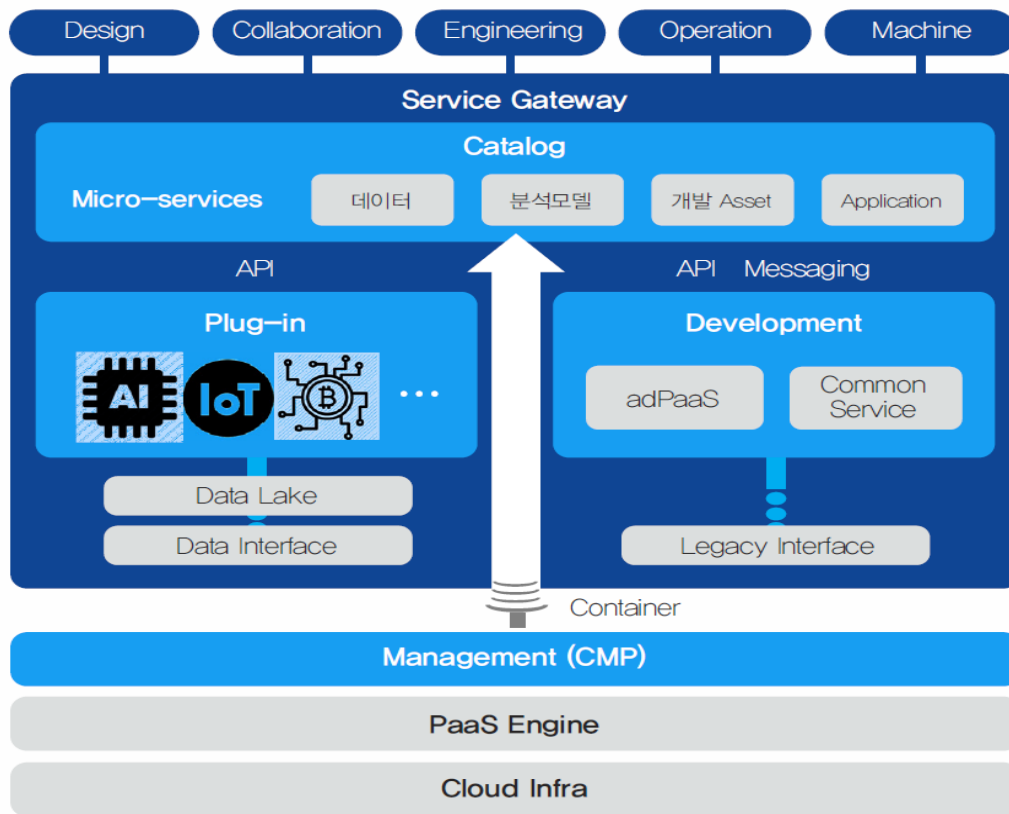 Design
Collaboration
Engineering
Operation
Machine
Service Gateway
Catalog
Micro-services
데이터
분석모델
개발 Asset
Application
API
API Messaging
Plug-in
AI
IoT
B
...
Development
adPaaS
Common
Service
Data Lake
Data Interface
Legacy Interface
Container
Management (CMP)
PaaS Engine
Cloud Infra